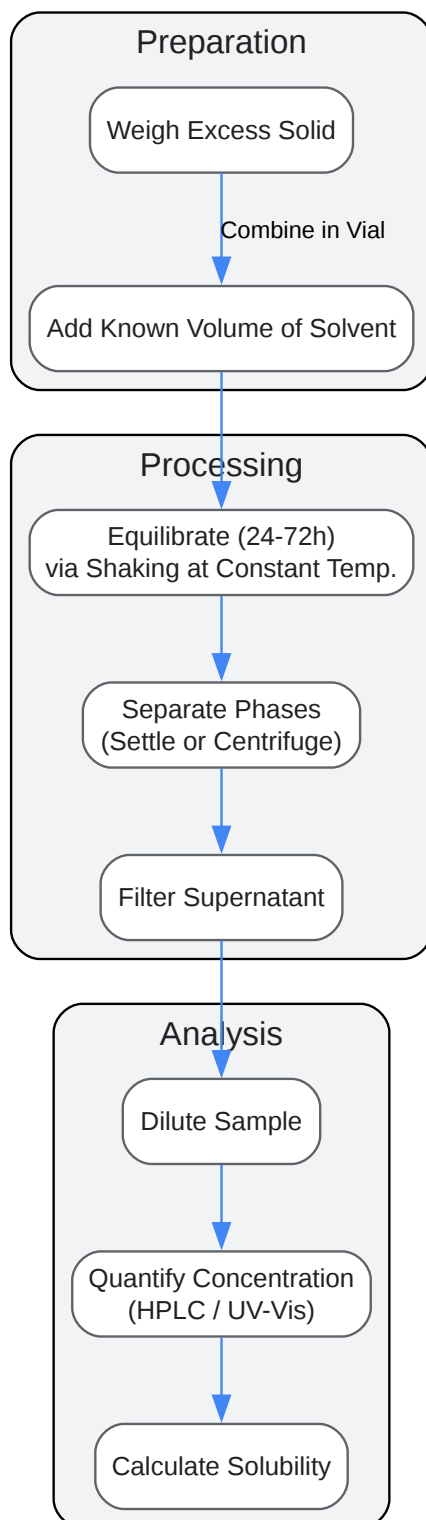 Preparation
Weigh Excess Solid
Combine in Vial
Add Known Volume of Solvent
Processing
Equilibrate (24-72h)
via Shaking at Constant Temp.
Separate Phases
(Settle or Centrifuge)
Filter Supernatant
Analysis
Dilute Sample
Quantify Concentration
(HPLC / UV-Vis)
Calculate Solubility